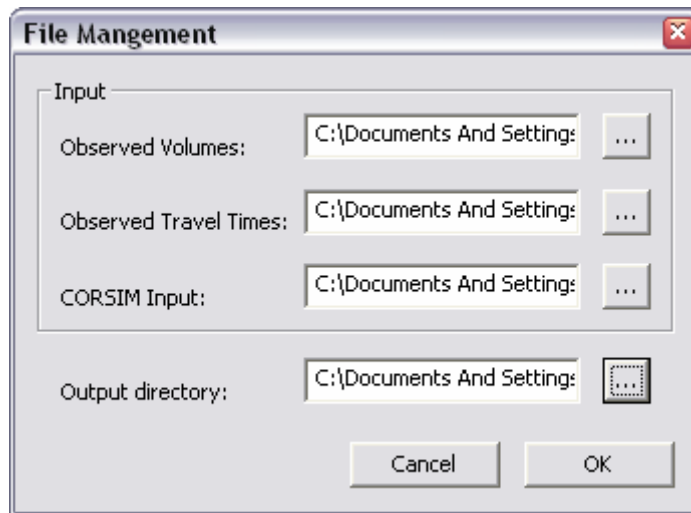 File Mangement
Input
Observed Volumes: C:\Documents And Settings ...
Observed Travel Times: C:\Documents And Settings ...
CORSIM Input: C:\Documents And Settings ...
Output directory: C:\Documents And Settings ...
Cancel OK